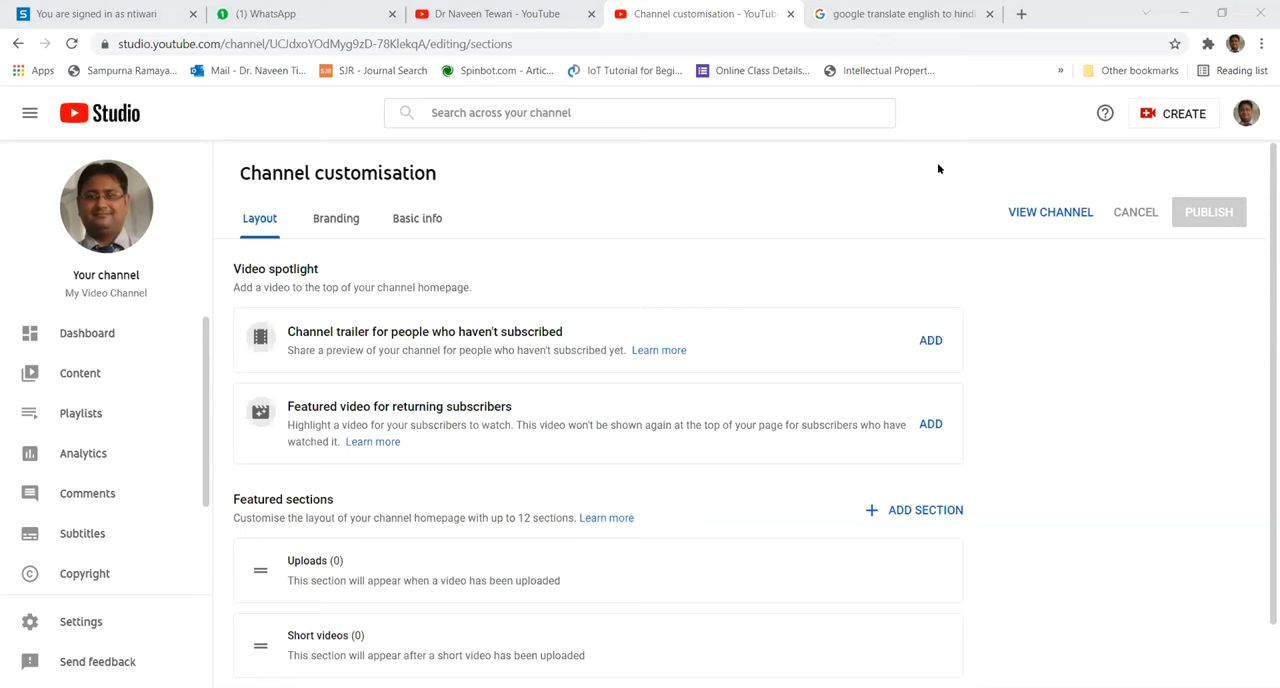 You are signed in as ntiwari
(1) WhatsApp
Dr Naveen Tewari - YouTube
Channel customisation - YouTube
google translate english to hindi
studio.youtube.com/channel/UCJdxoYOdMyg9zD-78KlekqA/editing/sections
Apps
Sampurna Ramaya...
Mail - Dr. Naveen Ti...
SJR - Journal Search
Spinbot.com - Artic...
IoT Tutorial for Begi...
Online Class Details...
Intellectual Propert...
»
Other bookmarks
Reading list
Studio
Search across your channel
CREATE
Channel customisation
Layout
Branding
Basic info
VIEW CHANNEL
CANCEL
PUBLISH
Your channel
My Video Channel
Dashboard
Content
Playlists
Analytics
Comments
Subtitles
Copyright
Settings
Send feedback
Video spotlight
Add a video to the top of your channel homepage.
Channel trailer for people who haven't subscribed
Share a preview of your channel for people who haven't subscribed yet. Learn more
ADD
Featured video for returning subscribers
Highlight a video for your subscribers to watch. This video won't be shown again at the top of your page for subscribers who have
watched it. Learn more
ADD
Featured sections
Customise the layout of your channel homepage with up to 12 sections. Learn more
ADD SECTION
Uploads (0)
This section will appear when a video has been uploaded
Short videos (0)
This section will appear after a short video has been uploaded